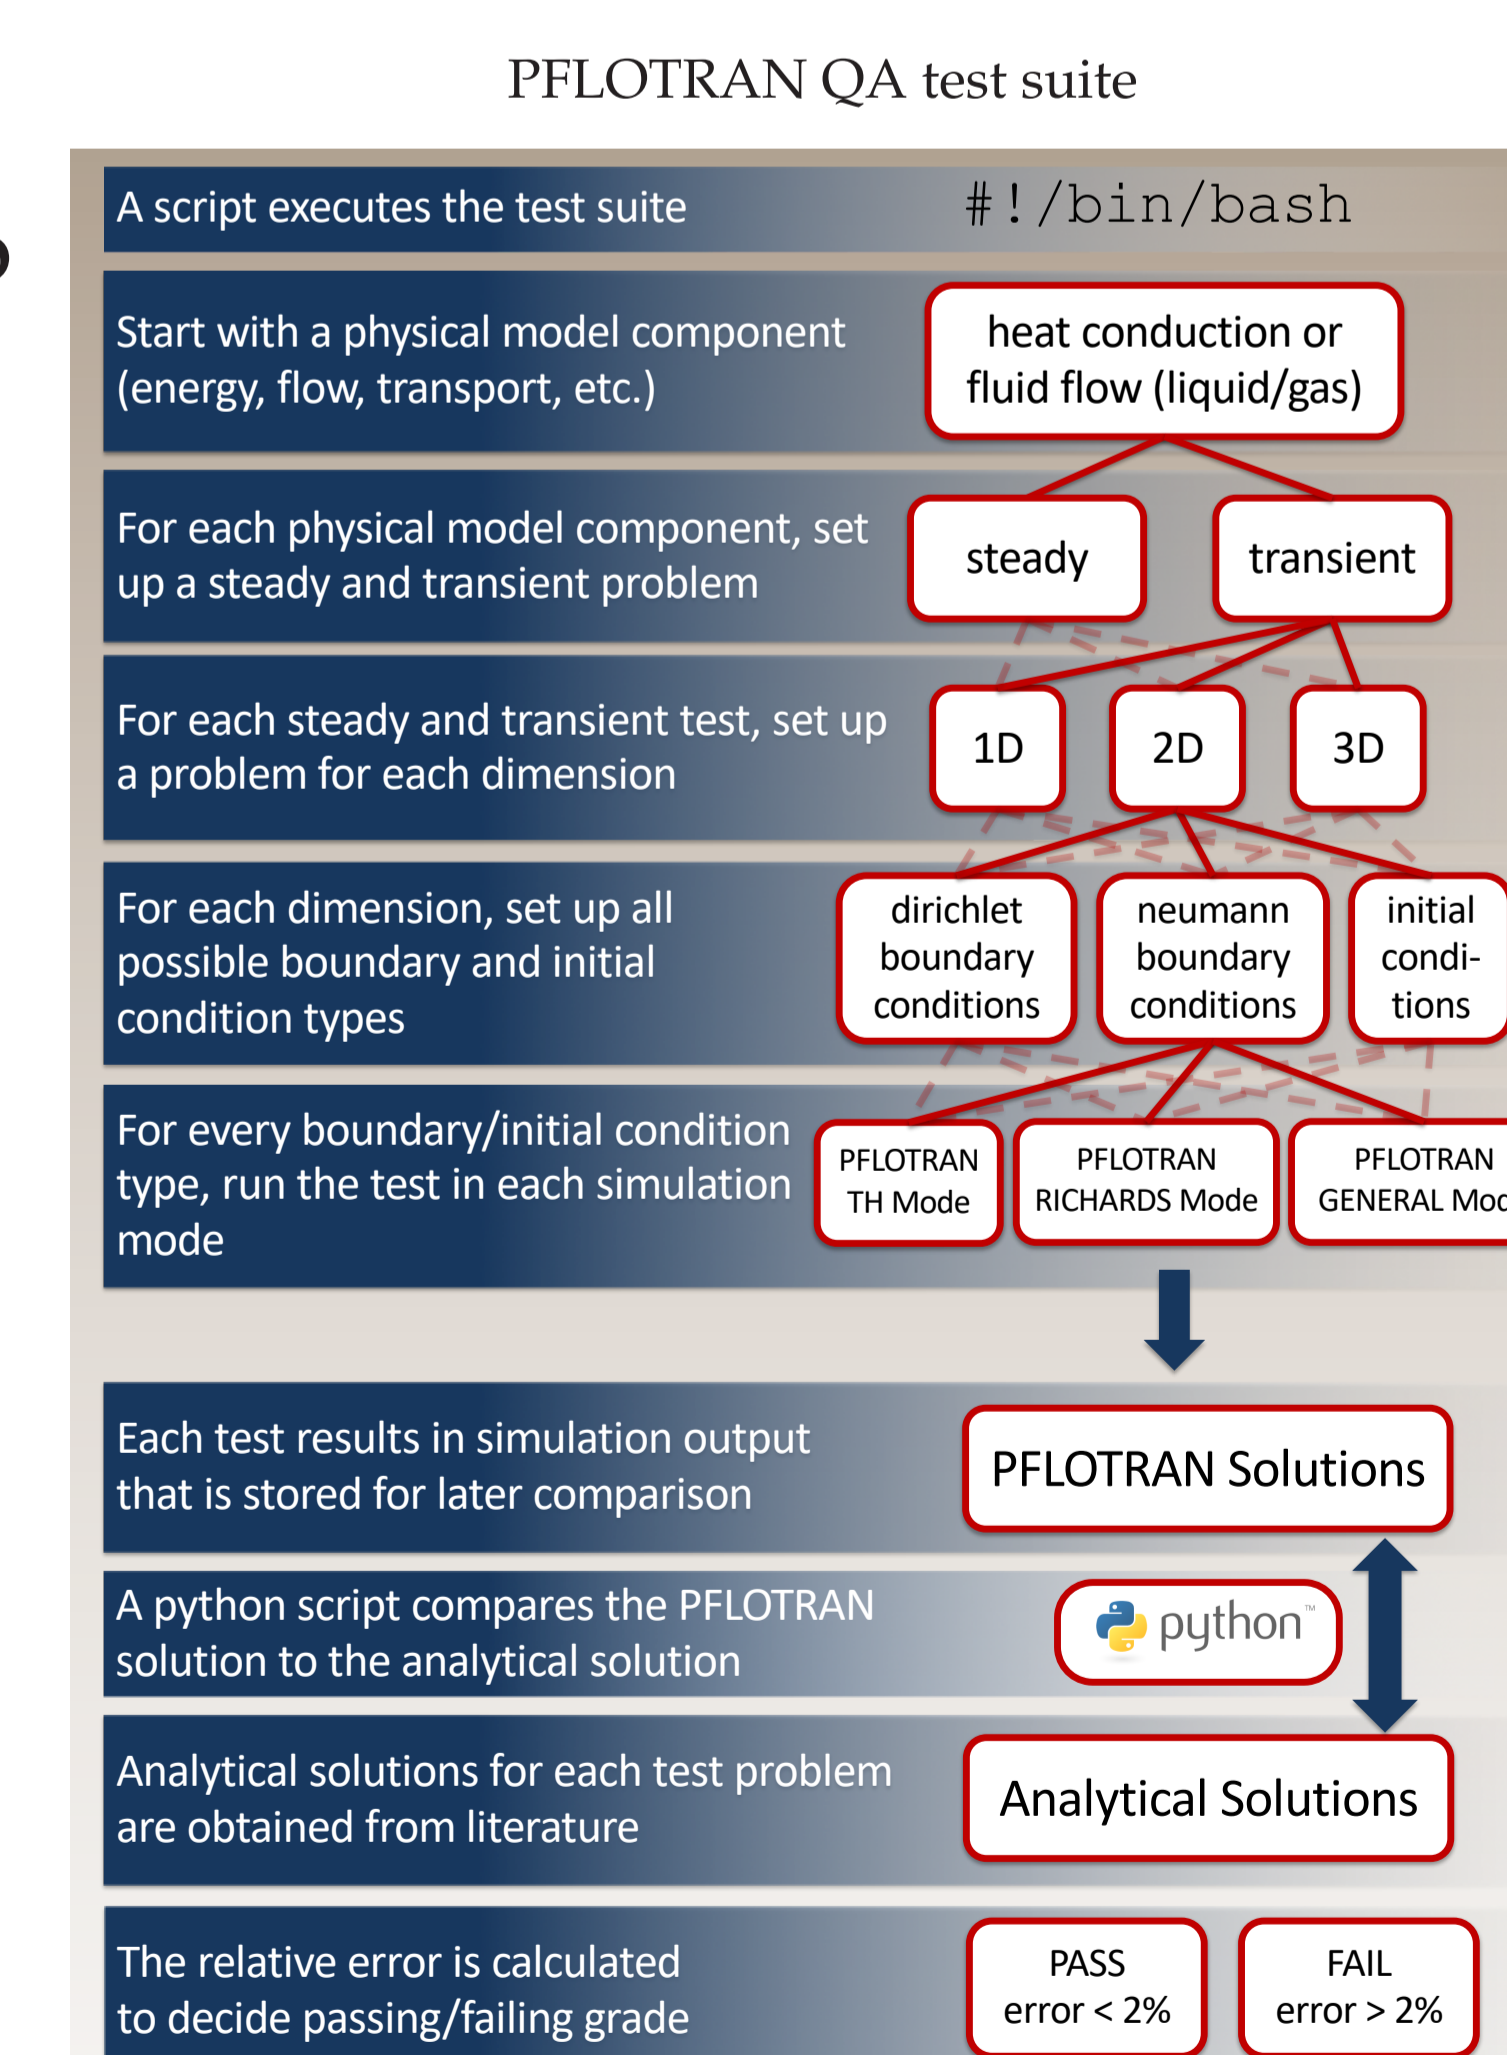 PFLOTRAN QA test suite
A script executes the test suite
#!/bin/bash
Start with a physical model component
(energy, flow, transport, etc.)
heat conduction or
fluid flow (liquid/gas)
For each physical model component, set
up a steady and transient problem
steady
transient
For each steady and transient test, set up
a problem for each dimension
1D
2D
3D
For each dimension, set up all
possible boundary and initial
condition types
dirichlet
boundary
conditions
neumann
boundary
conditions
initial
condi-
tions
For every boundary/initial condition
type, run the test in each simulation
mode
PFLOTRAN
TH Mode
PFLOTRAN
RICHARDS Mode
PFLOTRAN
GENERAL
Each test results in simulation output
that is stored for later comparison
PFLOTRAN Solutions
A python script compares the PFLOTRAN
solution to the analytical solution
python™
Analytical solutions for each test problem
are obtained from literature
Analytical Solutions
The relative error is calculated
to decide passing/failing grade
PASS
error < 2%
FAIL
error > 2%